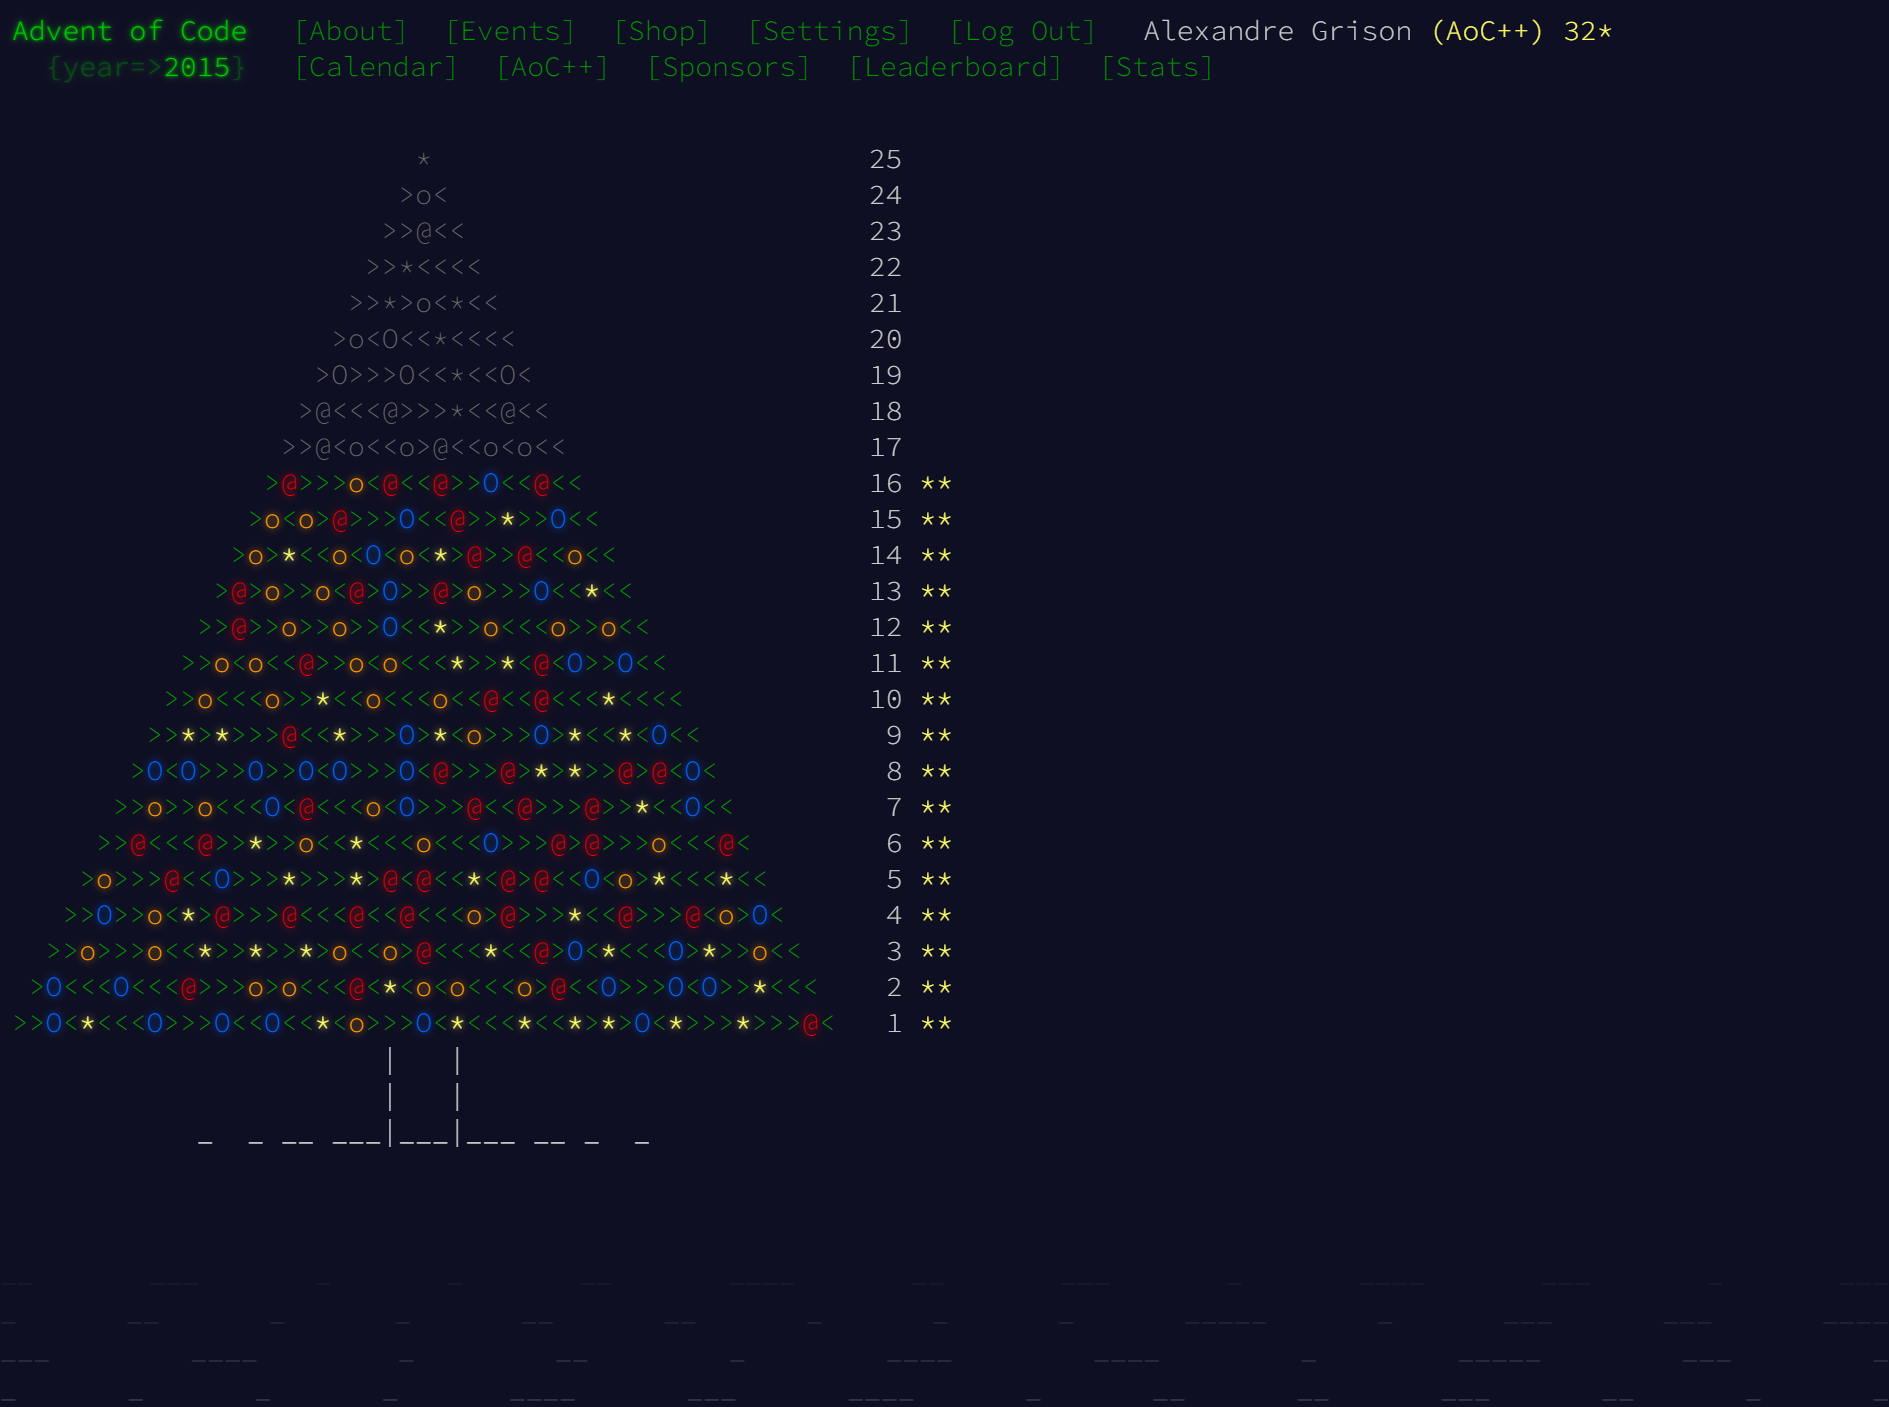 Advent of Code [About] [Events] [Shop] [Settings] [Log Out] Alexandre Grison (AoC++) 32*
{year=>2015} [Calendar] [AoC++] [Sponsors] [Leaderboard] [Stats]
* 25
>o< 24
>>@<< 23
>>*<<<< 22
>>*>o<*<< 21
>o<O<<*<<<< 20
>O>>>O<<*<<O< 19
>@<<<@>>>*<<@<< 18
>>@<o<<o>@<<o<o<< 17
>@>>>o<@<<@>>O<<@<< 16 **
>o<o>@>>>O<<@>>*>>O<< 15 **
>o>*<<o<O<o<*>@>>@<<o<< 14 **
>@>o>>o<@>O>>@>o>>>O<<*<< 13 **
>>@>>o>>o>>O<<*>>o<<<o>>o<< 12 **
>>o<o<<@>>o<o<<<*>>*<@<O>>O<< 11 **
>>o<<<o>>*<<o<<<o<<@<<@<<<*<<<< 10 **
>>*>*>>>@<<*>>>O>*<o>>>O>*<<*<O<< 9 **
>O<O>>>O>>O<O>>>O<@>>>@>*>*>>@>@<O< 8 **
>>o>>o<<<O<@<<<o<O>>>@<<@>>>@>>*<<O<< 7 **
>>@<<<@>>*>>o<<*<<<o<<<O>>>@>@>>>o<<<@< 6 **
>o>>>@<<O>>>*>>>*>@<@<<*<@>@<<O<o>*<<<*<< 5 **
>>O>>o<*>@>>>@<<<@<<@<<<o>@>>>*<<@>>>@<o>O< 4 **
>>o>>>o<<*>>*>>*>o<<o>@<<<*<<@>O<*<<<O>*>>o<< 3 **
>O<<<O<<<@>>>o>o<<<@<*<o<o<<<o>@<<O>>>O<O>>*<<< 2 **
>>O<*<<<O>>>O<<O<<*<o>>>O<*<<<*<<*>*>O<*>>>*>>>@< 1 **
|   |
|   |
_  _ __ ___|___|___ __ _  _